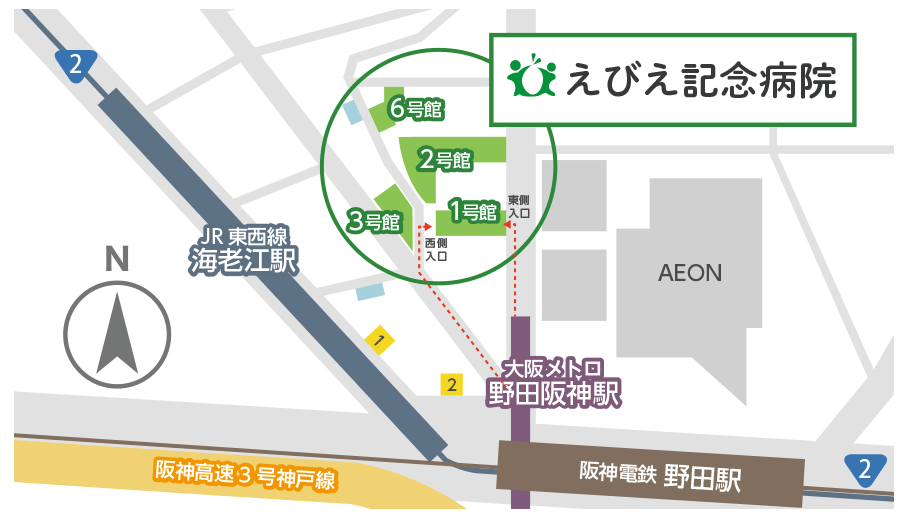 2
えびえ記念病院
6号館
2号館
1号館
東側
入口
3号館
西側
入口
JR 東西線
海老江駅
N
AEON
1
2
大阪メトロ
野田阪神駅
阪神高速3号神戸線
阪神電鉄 野田駅
2